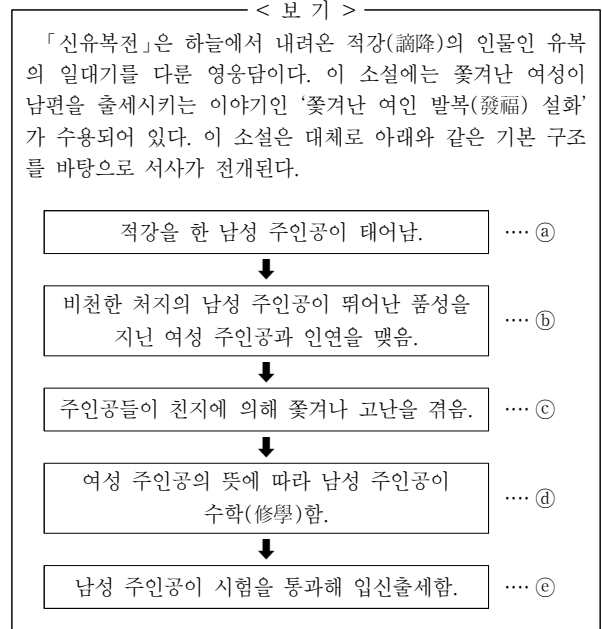 < 보 기 >
「신유복전」은 하늘에서 내려온 적강(謫降)의 인물인 유복
의 일대기를 다룬 영웅담이다. 이 소설에는 쫓겨난 여성이
남편을 출세시키는 이야기인 ‘쫓겨난 여인 발복(發福) 설화’
가 수용되어 있다. 이 소설은 대체로 아래와 같은 기본 구조
를 바탕으로 서사가 전개된다.
적강을 한 남성 주인공이 태어남. ···· ⓐ
비천한 처지의 남성 주인공이 뛰어난 품성을
지닌 여성 주인공과 인연을 맺음. ···· ⓑ
주인공들이 친지에 의해 쫓겨나 고난을 겪음. ···· ⓒ
여성 주인공의 뜻에 따라 남성 주인공이
수학(修學)함. ···· ⓓ
남성 주인공이 시험을 통과해 입신출세함. ···· ⓔ